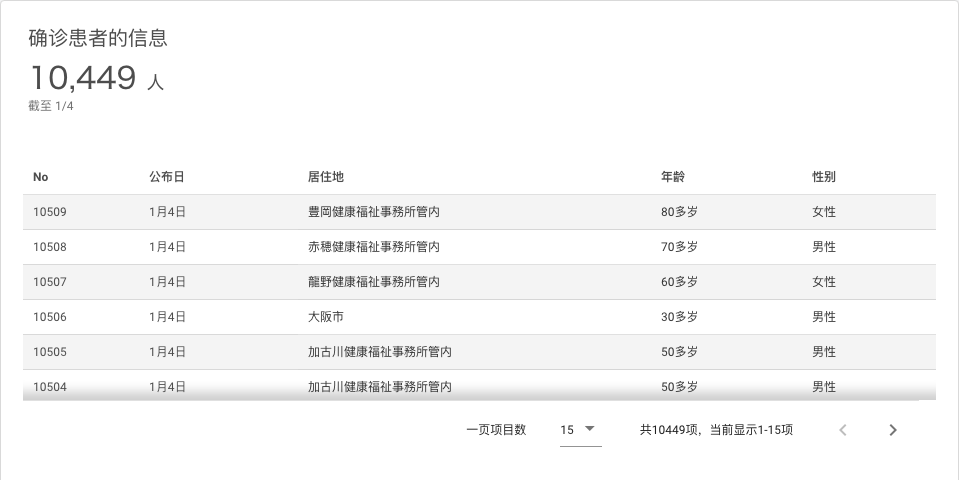 确诊患者的信息
10,449 人
截至 1/4
No 公布日 居住地 年龄 性别
10509 1月4日 豊岡健康福祉事務所管内 80多岁 女性
10508 1月4日 赤穂健康福祉事務所管内 70多岁 男性
10507 1月4日 龍野健康福祉事務所管内 60多岁 女性
10506 1月4日 大阪市 30多岁 男性
10505 1月4日 加古川健康福祉事務所管内 50多岁 男性
10504 1月4日 加古川健康福祉事務所管内 50多岁 男性
一页项目数 15 共10449项，当前显示1-15项